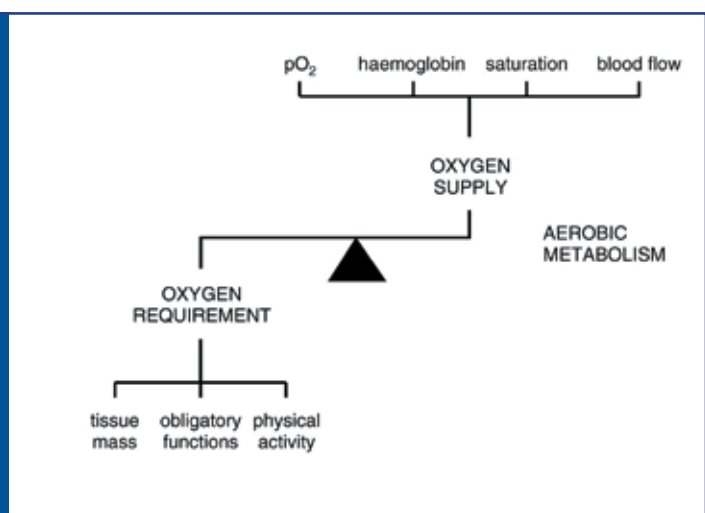 pO₂ haemoglobin saturation blood flow
OXYGEN
SUPPLY
AEROBIC
METABOLISM
OXYGEN
REQUIREMENT
tissue obligatory physical
mass functions activity